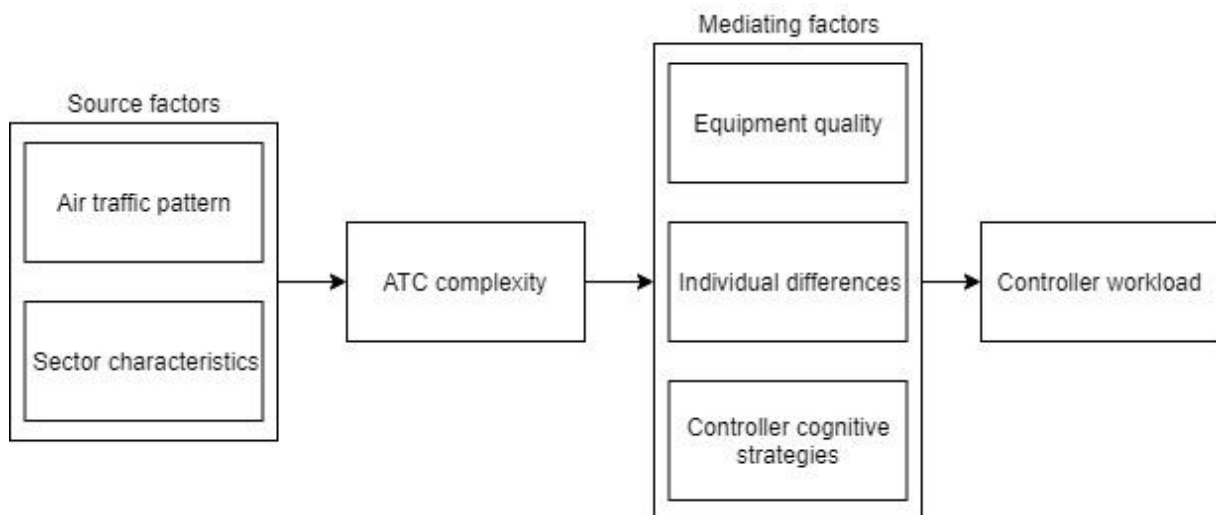 Mediating factors
Source factors
Equipment quality
Air traffic pattern
ATC complexity
Individual differences
Controller workload
Sector characteristics
Controller cognitive
strategies